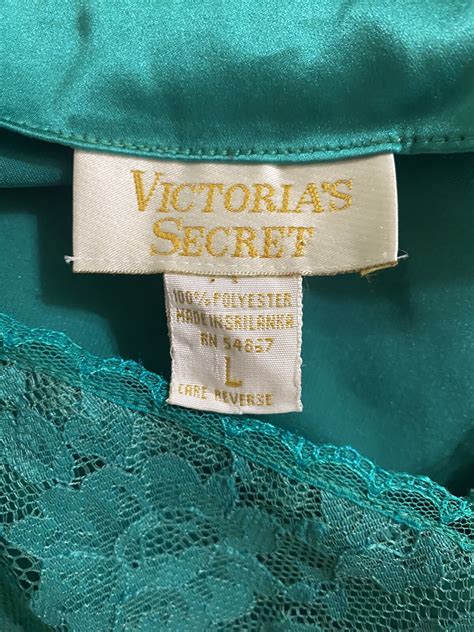 VICTORIA'S
SECRET
100% POLYESTER
MADE IN SRI LANKA
RN 54867
L
CARE REVERSE